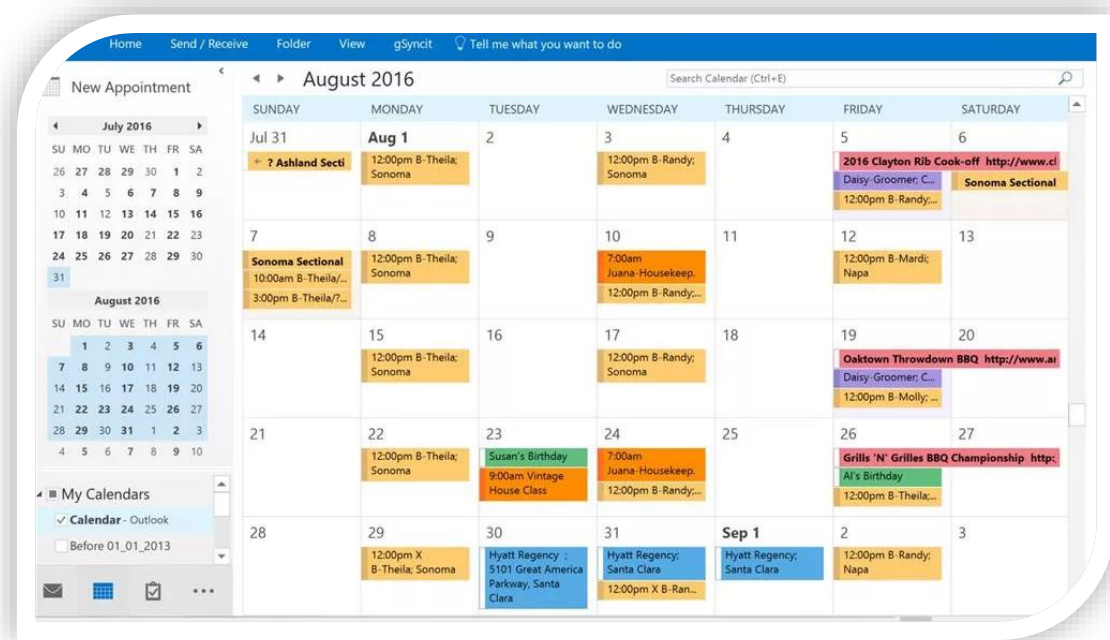 Home Send / Receive Folder View gSyncit Tell me what you want to do
New Appointment
July 2016
SU MO TU WE TH FR SA
26 27 28 29 30 1 2
3 4 5 6 7 8 9
10 11 12 13 14 15 16
17 18 19 20 21 22 23
24 25 26 27 28 29 30
31
August 2016
SU MO TU WE TH FR SA
1 2 3 4 5 6
7 8 9 10 11 12 13
14 15 16 17 18 19 20
21 22 23 24 25 26 27
28 29 30 31 1 2 3
4 5 6 7 8 9 10
My Calendars
Calendar - Outlook
Before 01_01_2013
August 2016
Search Calendar (Ctrl+E)
SUNDAY MONDAY TUESDAY WEDNESDAY THURSDAY FRIDAY SATURDAY
Jul 31
? Ashland Secti
Aug 1
12:00pm B-Theila;
Sonoma
2
3
12:00pm B-Randy;
Sonoma
4
5
6
2016 Clayton Rib Cook-off http://www.cl
Daisy-Groomer; C...
12:00pm B-Randy;...
Sonoma Sectional
7
Sonoma Sectional
10:00am B-Theila/...
3:00pm B-Theila/?...
8
12:00pm B-Theila;
Sonoma
9
10
7:00am
Juana-Housekeep.
12:00pm B-Randy;...
11
12
12:00pm B-Mardi;
Napa
13
14
15
12:00pm B-Theila;
Sonoma
16
17
12:00pm B-Randy;
Sonoma
18
19
20
Oaktown Throwdown BBQ http://www.ar
Daisy-Groomer; C...
12:00pm B-Molly; ...
21
22
12:00pm B-Theila;
Sonoma
23
Susan's Birthday
9:00am Vintage
House Class
24
7:00am
Juana-Housekeep.
12:00pm B-Randy;...
25
26
27
Grills 'N' Grilles BBQ Championship http:
Al's Birthday
12:00pm B-Theila;...
28
29
12:00pm X
B-Theila; Sonoma
30
Hyatt Regency ;
5101 Great America
Parkway, Santa
Clara
31
Hyatt Regency;
Santa Clara
12:00pm X B-Ran...
Sep 1
Hyatt Regency;
Santa Clara
2
12:00pm B-Randy;
Napa
3